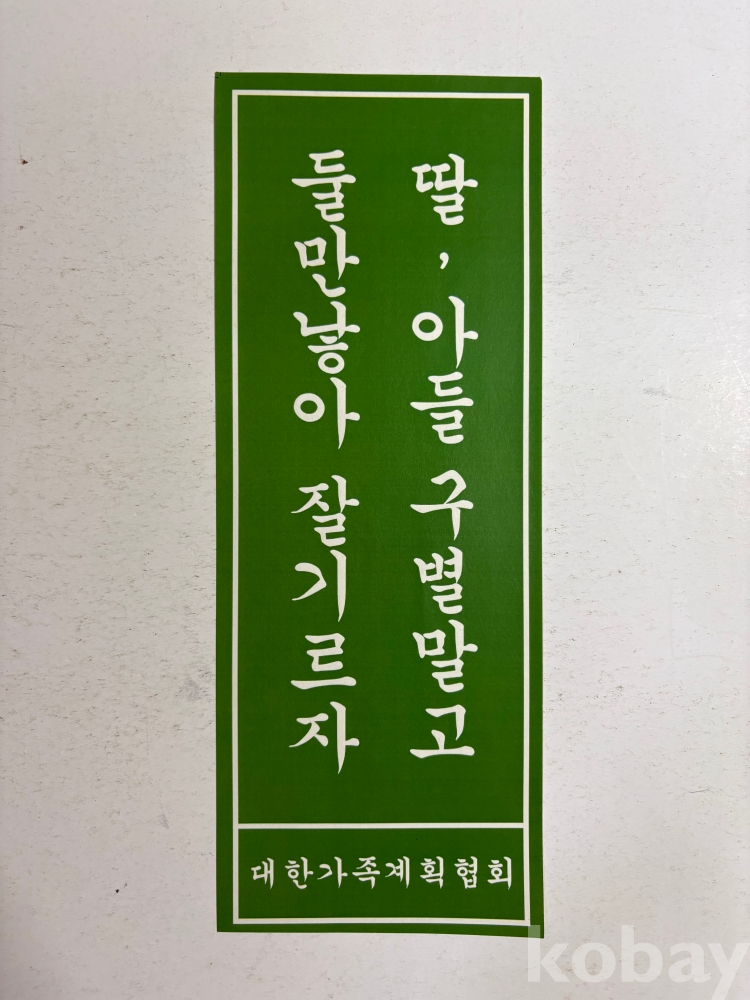 딸, 아들 구별말고
둘만낳아 잘기르자
대한가족계획협회
kobay